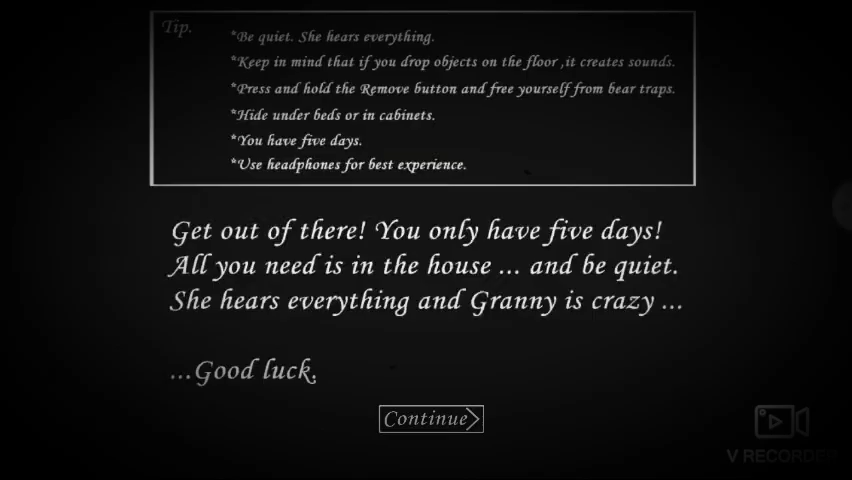 Tip.
*Be quiet. She hears everything.
*Keep in mind that if you drop objects on the floor ,it creates sounds.
*Press and hold the Remove button and free yourself from bear traps.
*Hide under beds or in cabinets.
*You have five days.
*Use headphones for best experience.
Get out of there! You only have five days!
All you need is in the house ... and be quiet.
She hears everything and Granny is crazy ...
...Good luck.
Continue
V RECORDER